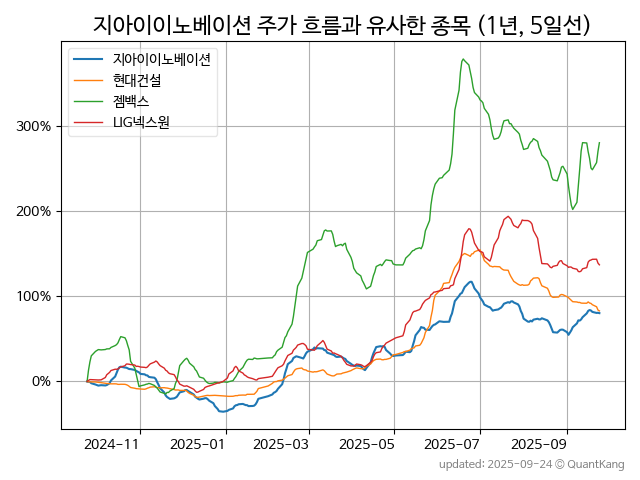 지아이이노베이션 주가 흐름과 유사한 종목 (1년, 5일선)
지아이이노베이션
현대건설
젬백스
LIG넥스원
300%
200%
100%
0%
2024-11 2025-01 2025-03 2025-05 2025-07 2025-09
updated: 2025-09-24 © QuantKang